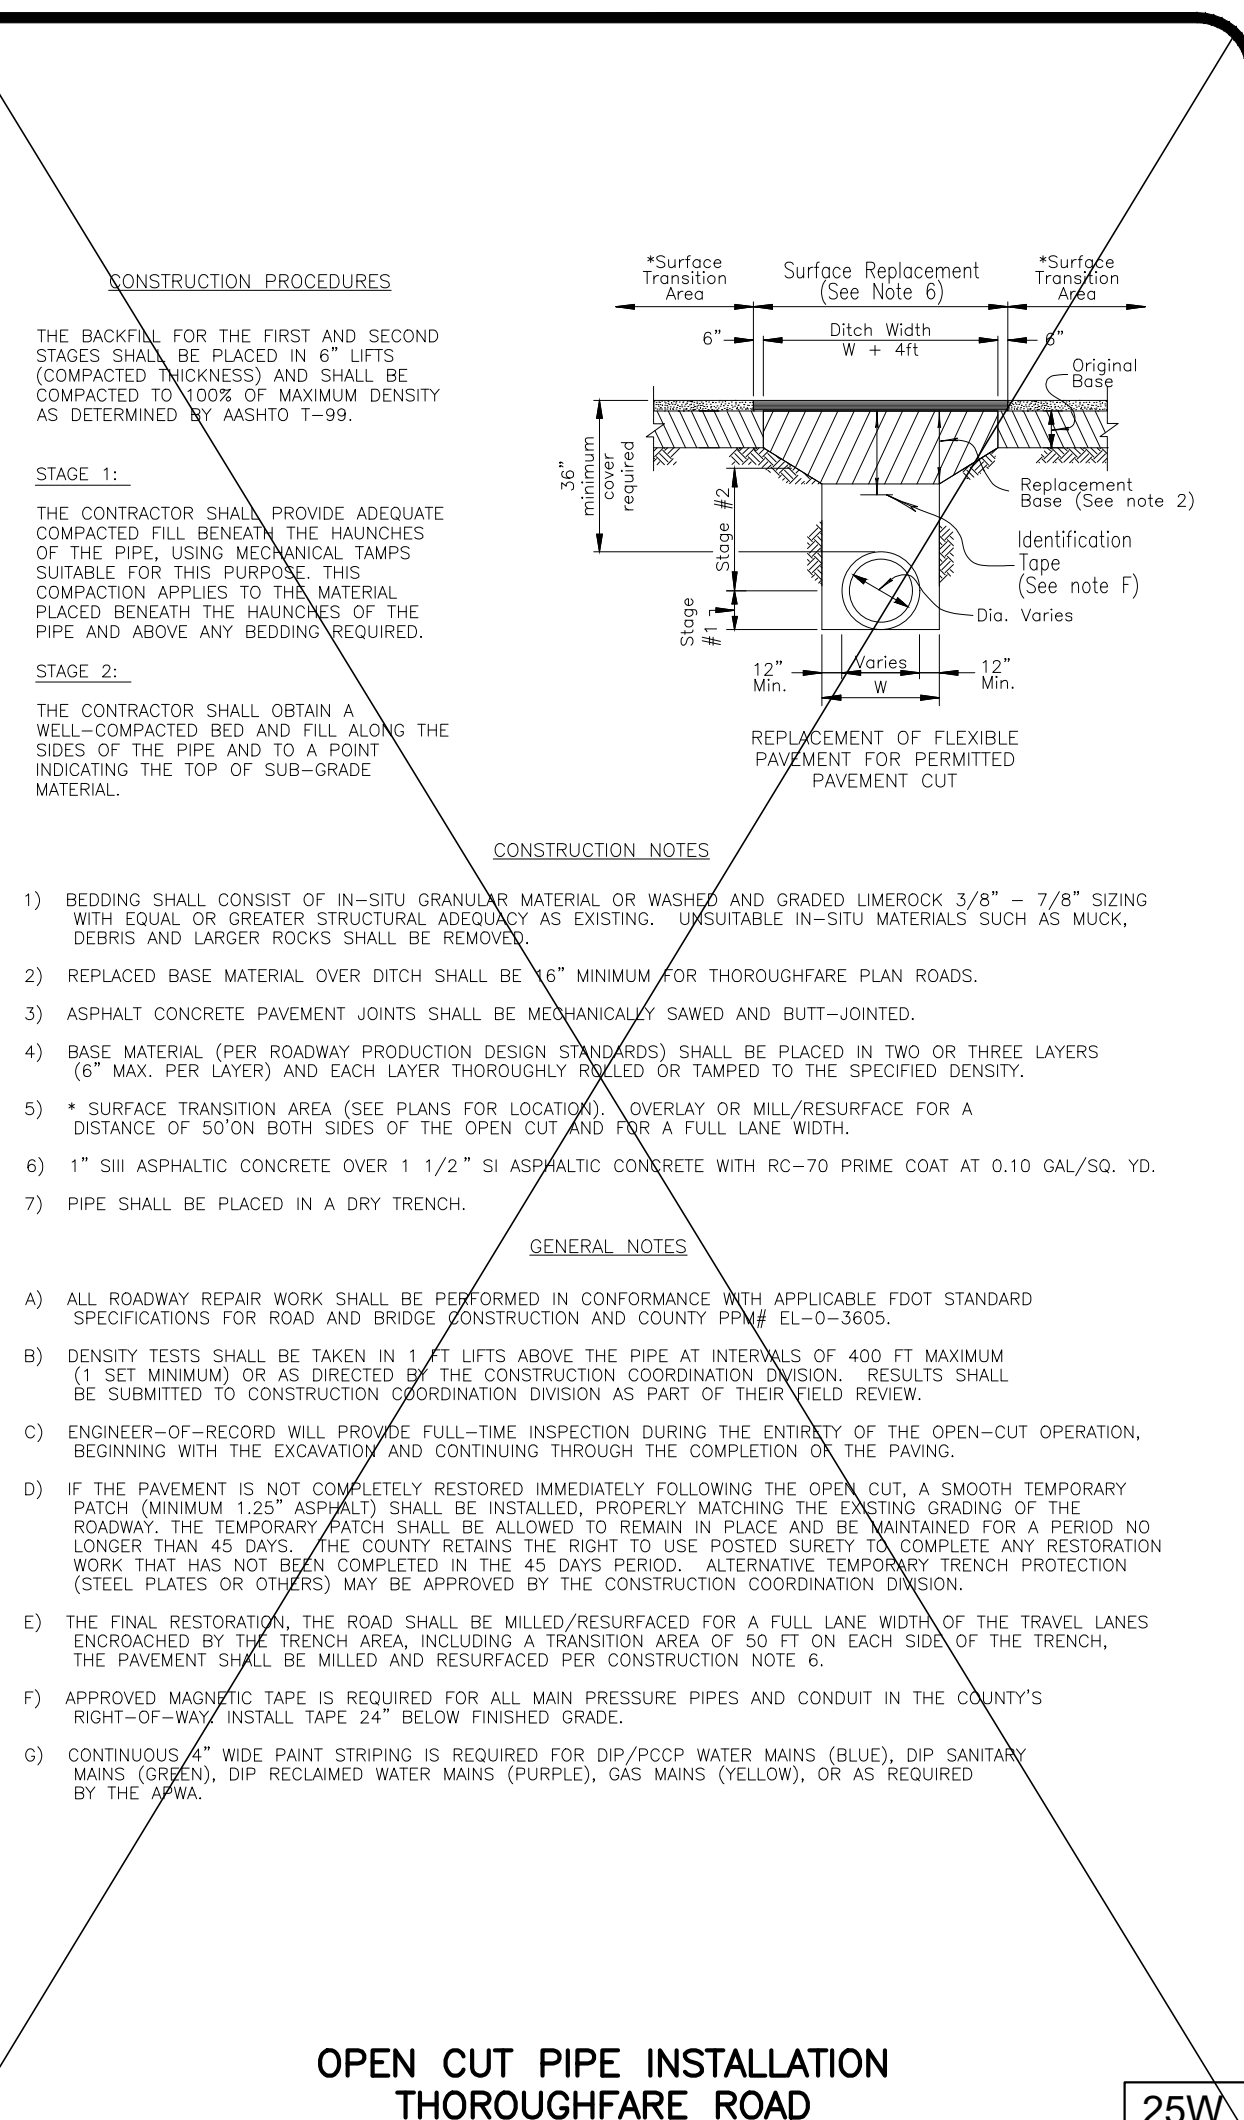 CONSTRUCTION PROCEDURES
THE BACKFILL FOR THE FIRST AND SECOND
STAGES SHALL BE PLACED IN 6" LIFTS
(COMPACTED THICKNESS) AND SHALL BE
COMPACTED TO 100% OF MAXIMUM DENSITY
AS DETERMINED BY AASHTO T-99.
STAGE 1:
THE CONTRACTOR SHALL PROVIDE ADEQUATE
COMPACTED FILL BENEATH THE HAUNCHES
OF THE PIPE, USING MECHANICAL TAMPS
SUITABLE FOR THIS PURPOSE. THIS
COMPACTION APPLIES TO THE MATERIAL
PLACED BENEATH THE HAUNCHES OF THE
PIPE AND ABOVE ANY BEDDING REQUIRED.
STAGE 2:
THE CONTRACTOR SHALL OBTAIN A
WELL-COMPACTED BED AND FILL ALONG THE
SIDES OF THE PIPE AND TO A POINT
INDICATING THE TOP OF SUB-GRADE
MATERIAL.
*Surface
Transition
Area
Surface Replacement
(See Note 6)
*Surface
Transition
Area
6"
Ditch Width
W + 4ft
6"
Original
Base
36"
minimum
cover
required
Stage #2
Stage
#1
Replacement
Base (See note 2)
Identification
Tape
(See note F)
Dia. Varies
12"
Min.
Varies
W
12"
Min.
REPLACEMENT OF FLEXIBLE
PAVEMENT FOR PERMITTED
PAVEMENT CUT
CONSTRUCTION NOTES
1) BEDDING SHALL CONSIST OF IN-SITU GRANULAR MATERIAL OR WASHED AND GRADED LIMEROCK 3/8" - 7/8" SIZING
WITH EQUAL OR GREATER STRUCTURAL ADEQUACY AS EXISTING. UNSUITABLE IN-SITU MATERIALS SUCH AS MUCK,
DEBRIS AND LARGER ROCKS SHALL BE REMOVED.
2) REPLACED BASE MATERIAL OVER DITCH SHALL BE 16" MINIMUM FOR THOROUGHFARE PLAN ROADS.
3) ASPHALT CONCRETE PAVEMENT JOINTS SHALL BE MECHANICALLY SAWED AND BUTT-JOINTED.
4) BASE MATERIAL (PER ROADWAY PRODUCTION DESIGN STANDARDS) SHALL BE PLACED IN TWO OR THREE LAYERS
(6" MAX. PER LAYER) AND EACH LAYER THOROUGHLY ROLLED OR TAMPED TO THE SPECIFIED DENSITY.
5) * SURFACE TRANSITION AREA (SEE PLANS FOR LOCATION). OVERLAY OR MILL/RESURFACE FOR A
DISTANCE OF 50'ON BOTH SIDES OF THE OPEN CUT AND FOR A FULL LANE WIDTH.
6) 1" SIII ASPHALTIC CONCRETE OVER 1 1/2" SI ASPHALTIC CONCRETE WITH RC-70 PRIME COAT AT 0.10 GAL/SQ. YD.
7) PIPE SHALL BE PLACED IN A DRY TRENCH.
GENERAL NOTES
A) ALL ROADWAY REPAIR WORK SHALL BE PERFORMED IN CONFORMANCE WITH APPLICABLE FDOT STANDARD
SPECIFICATIONS FOR ROAD AND BRIDGE CONSTRUCTION AND COUNTY PPM# EL-0-3605.
B) DENSITY TESTS SHALL BE TAKEN IN 1 FT LIFTS ABOVE THE PIPE AT INTERVALS OF 400 FT MAXIMUM
(1 SET MINIMUM) OR AS DIRECTED BY THE CONSTRUCTION COORDINATION DIVISION. RESULTS SHALL
BE SUBMITTED TO CONSTRUCTION COORDINATION DIVISION AS PART OF THEIR FIELD REVIEW.
C) ENGINEER-OF-RECORD WILL PROVIDE FULL-TIME INSPECTION DURING THE ENTIRETY OF THE OPEN-CUT OPERATION,
BEGINNING WITH THE EXCAVATION AND CONTINUING THROUGH THE COMPLETION OF THE PAVING.
D) IF THE PAVEMENT IS NOT COMPLETELY RESTORED IMMEDIATELY FOLLOWING THE OPEN CUT, A SMOOTH TEMPORARY
PATCH (MINIMUM 1.25" ASPHALT) SHALL BE INSTALLED, PROPERLY MATCHING THE EXISTING GRADING OF THE
ROADWAY. THE TEMPORARY PATCH SHALL BE ALLOWED TO REMAIN IN PLACE AND BE MAINTAINED FOR A PERIOD NO
LONGER THAN 45 DAYS. THE COUNTY RETAINS THE RIGHT TO USE POSTED SURETY TO COMPLETE ANY RESTORATION
WORK THAT HAS NOT BEEN COMPLETED IN THE 45 DAYS PERIOD. ALTERNATIVE TEMPORARY TRENCH PROTECTION
(STEEL PLATES OR OTHERS) MAY BE APPROVED BY THE CONSTRUCTION COORDINATION DIVISION.
E) THE FINAL RESTORATION, THE ROAD SHALL BE MILLED/RESURFACED FOR A FULL LANE WIDTH OF THE TRAVEL LANES
ENCROACHED BY THE TRENCH AREA, INCLUDING A TRANSITION AREA OF 50 FT ON EACH SIDE OF THE TRENCH,
THE PAVEMENT SHALL BE MILLED AND RESURFACED PER CONSTRUCTION NOTE 6.
F) APPROVED MAGNETIC TAPE IS REQUIRED FOR ALL MAIN PRESSURE PIPES AND CONDUIT IN THE COUNTY'S
RIGHT-OF-WAY. INSTALL TAPE 24" BELOW FINISHED GRADE.
G) CONTINUOUS 4" WIDE PAINT STRIPING IS REQUIRED FOR DIP/PCCP WATER MAINS (BLUE), DIP SANITARY
MAINS (GREEN), DIP RECLAIMED WATER MAINS (PURPLE), GAS MAINS (YELLOW), OR AS REQUIRED
BY THE APWA.
OPEN CUT PIPE INSTALLATION
THOROUGHFARE ROAD
25W